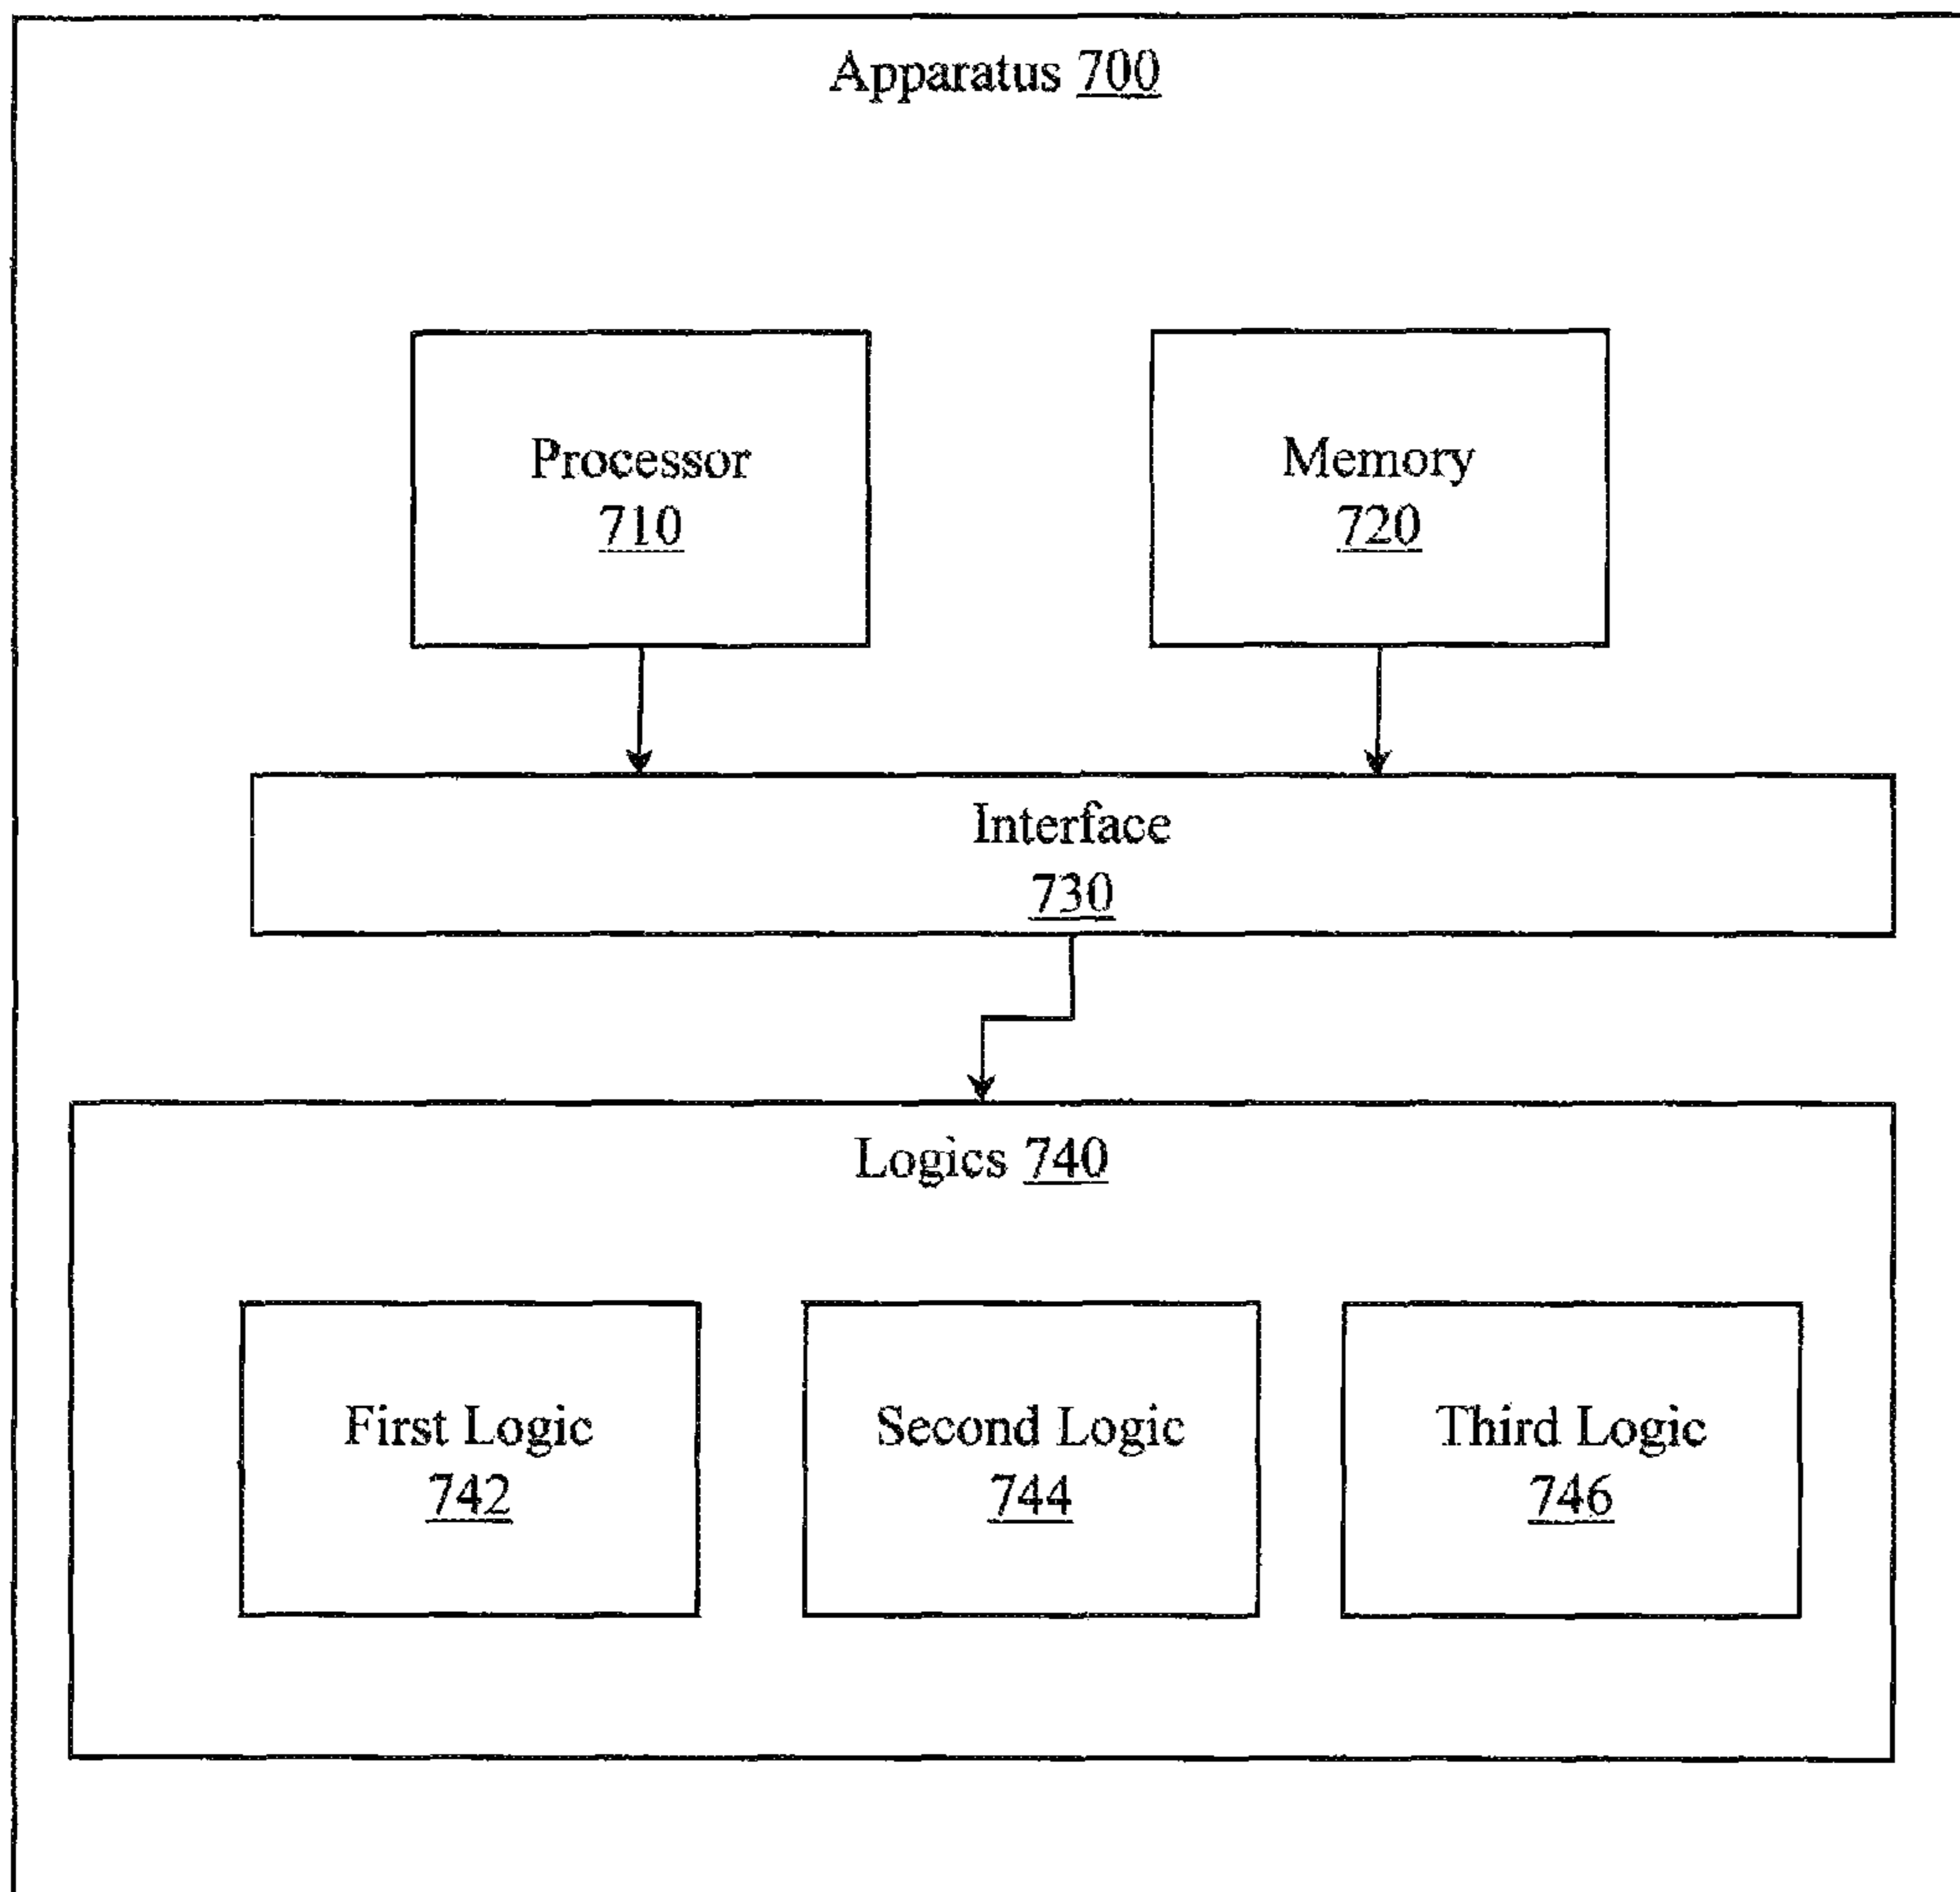 Apparatus 700
Processor
710
Memory
720
Interface
730
Logics 740
First Logic
742
Second Logic
744
Third Logic
746